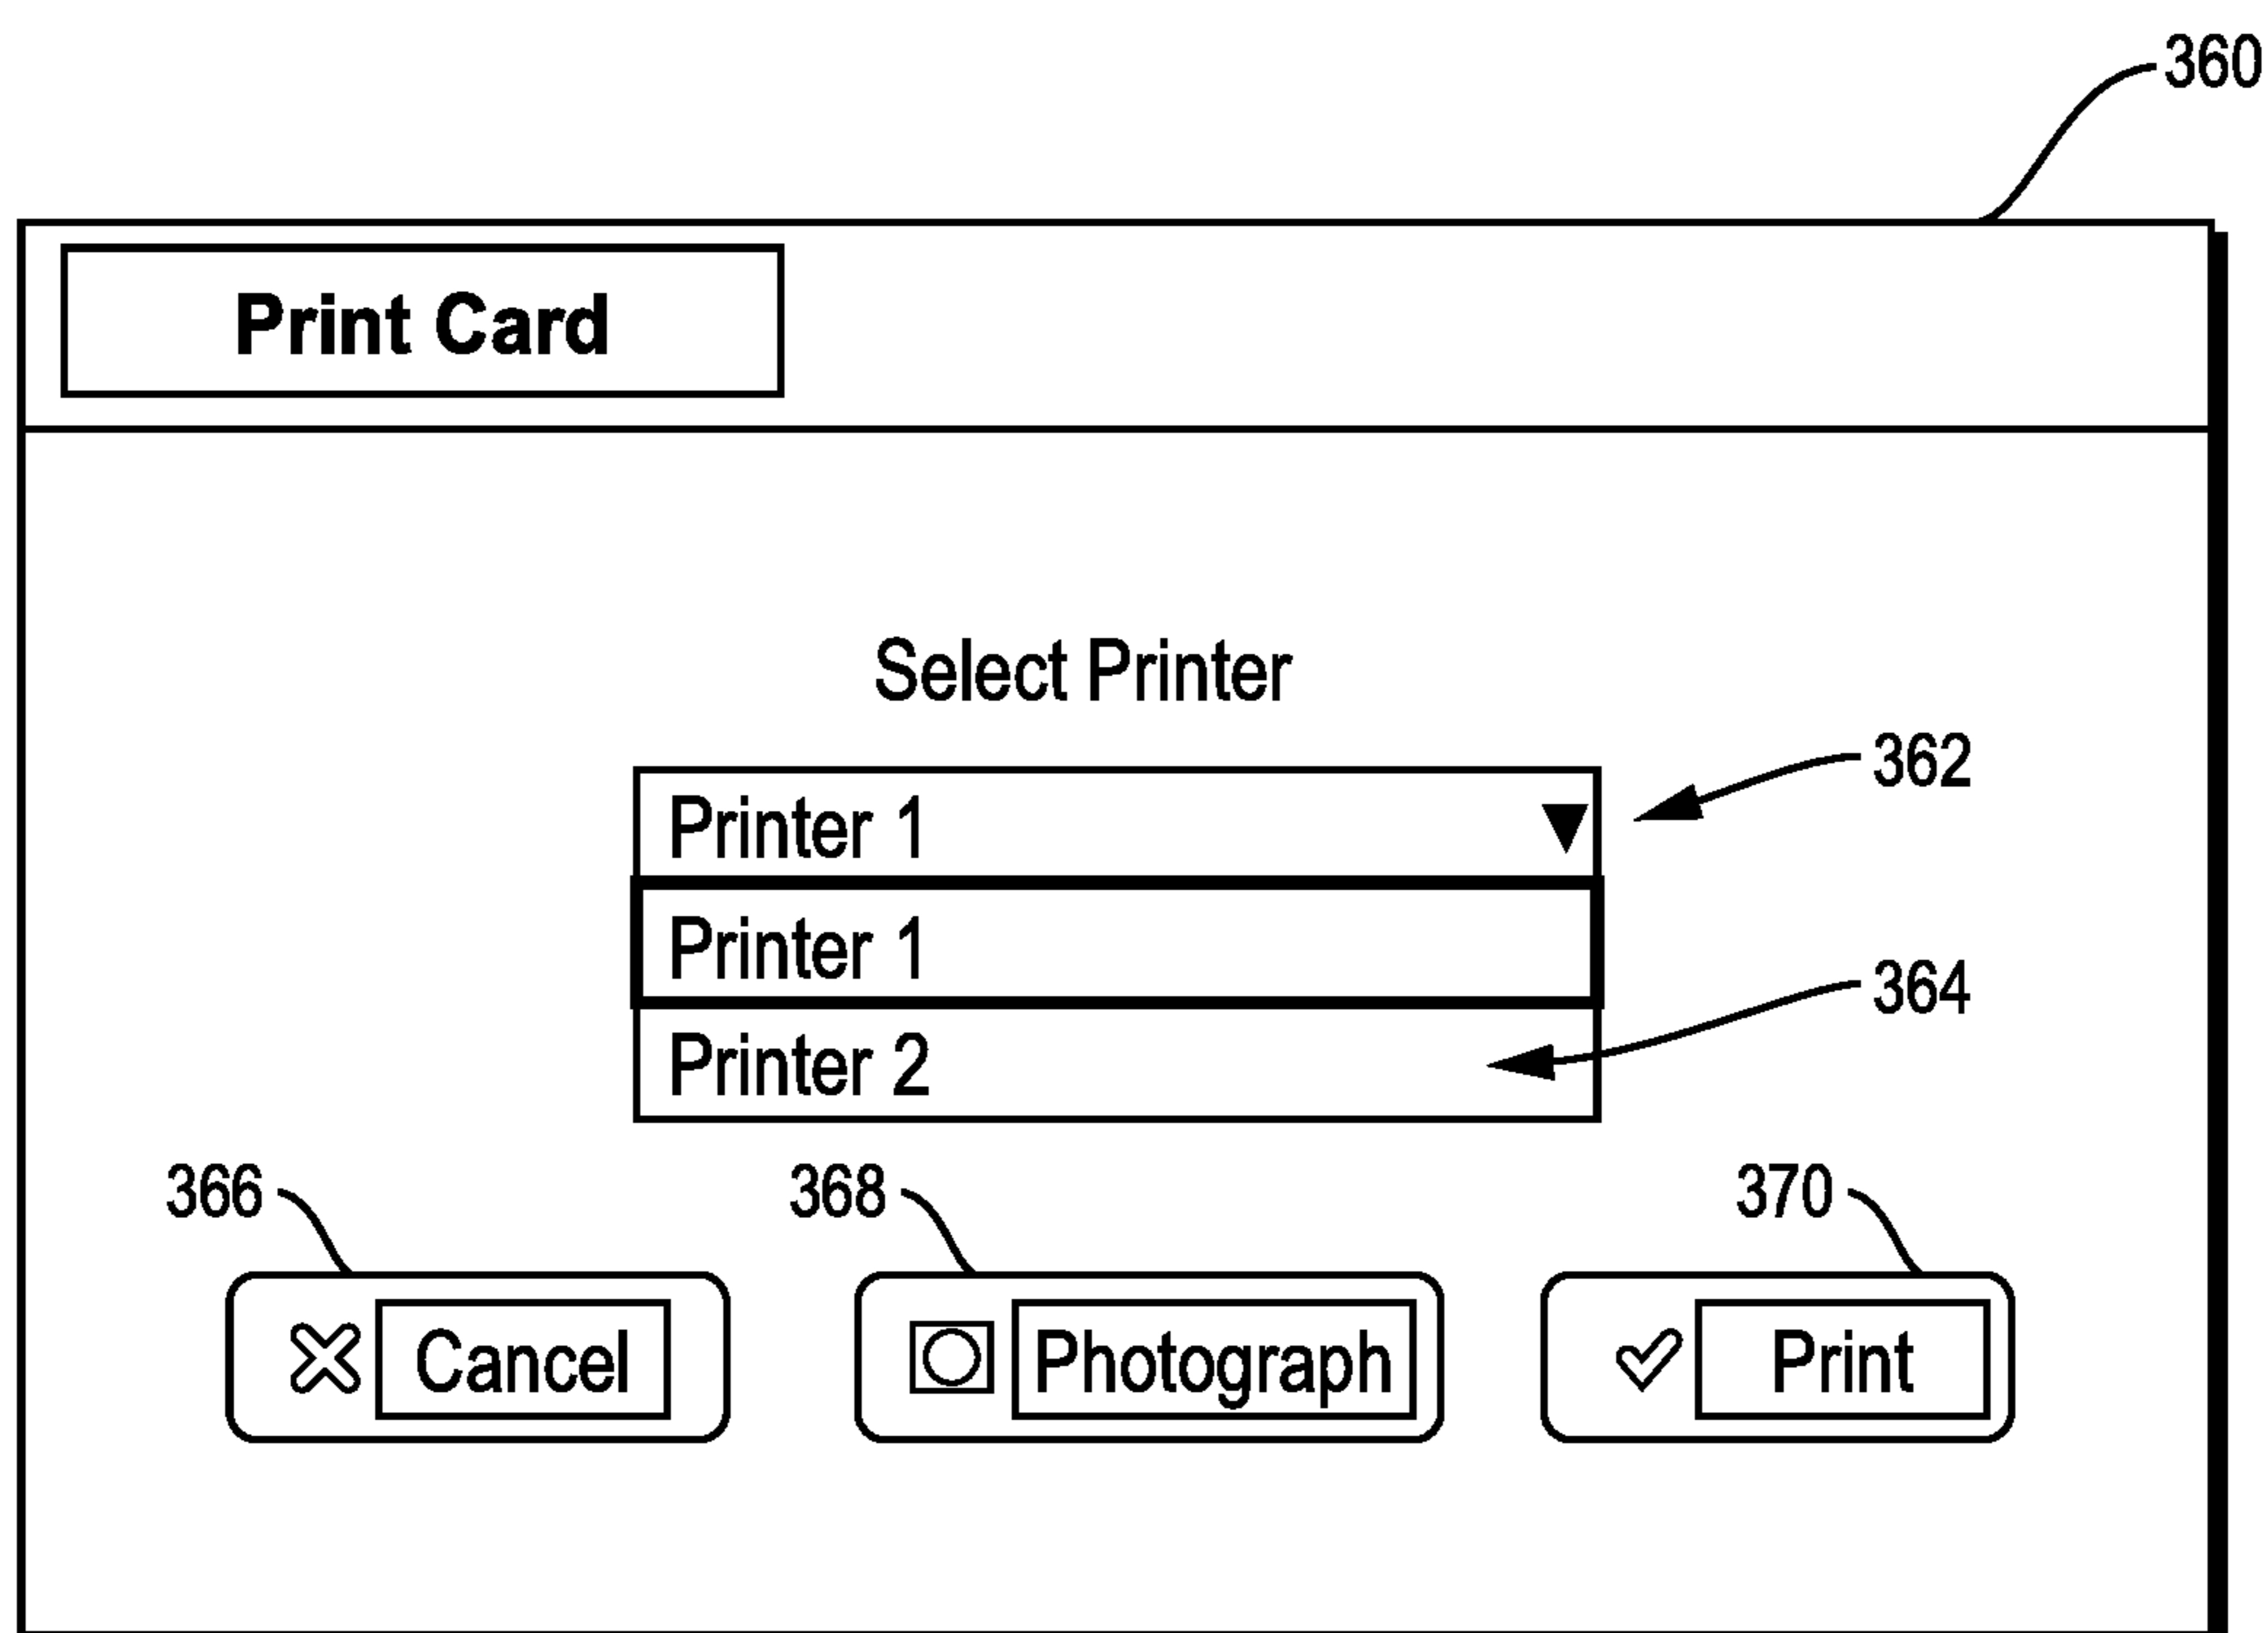 360
Print Card
Select Printer
362
Printer 1
Printer 1
364
Printer 2
366 368 370
Cancel Photograph Print